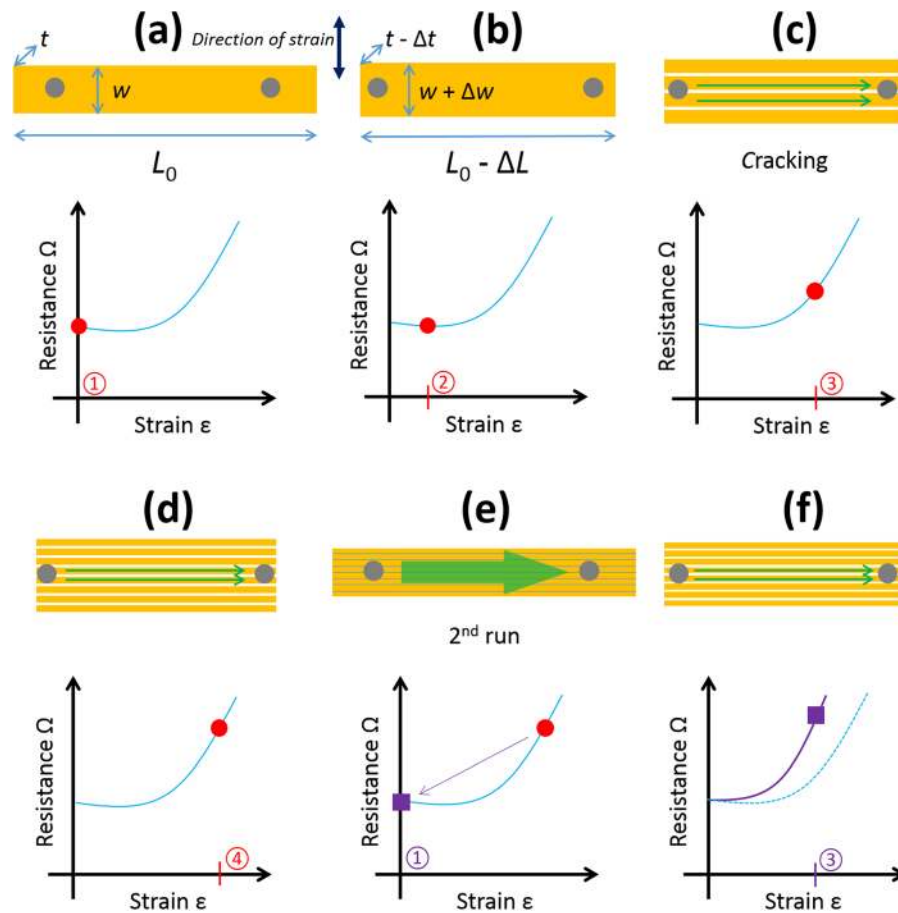 (a)
Direction of strain
(b)
(c)
t
t - Δt
w
w + Δw
L0
L0 - ΔL
Cracking
Resistance Ω
①
Strain ε
Resistance Ω
②
Strain ε
Resistance Ω
③
Strain ε
(d)
(e)
(f)
2nd run
Resistance Ω
④
Strain ε
Resistance Ω
①
Strain ε
Resistance Ω
③
Strain ε